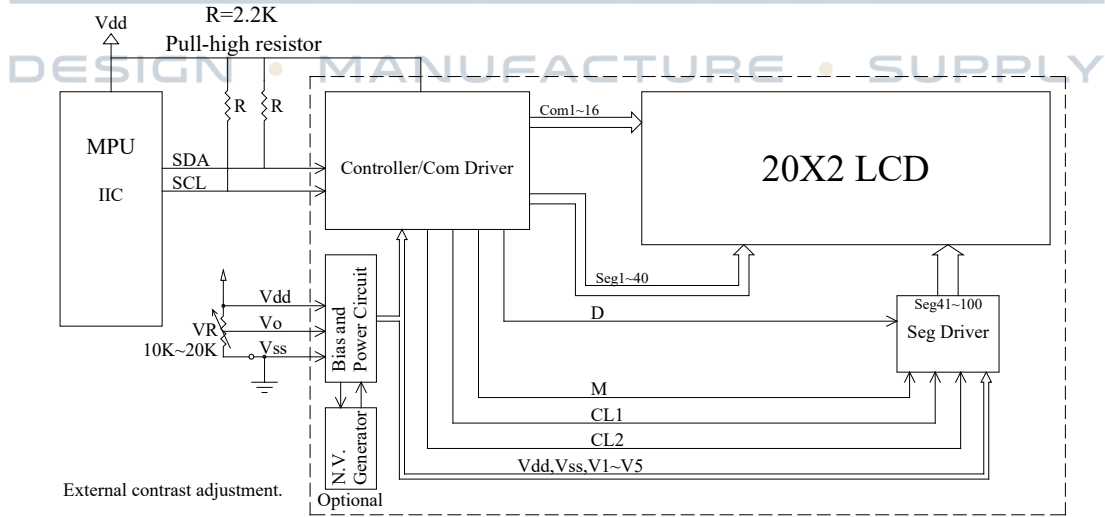 R=2.2K
Vdd
Pull-high resistor
DESIGN • MANUFACTURE • SUPPLY
R
R
Com1~16
MPU
IIC
SDA
SCL
Controller/Com Driver
20X2 LCD
Seg1~40
Vdd
Vo
Vss
VR
10K~20K
Bias and
Power Circuit
D
Seg41~100
Seg Driver
M
CL1
CL2
Vdd,Vss,V1~V5
N.V.
Generator
External contrast adjustment.
Optional